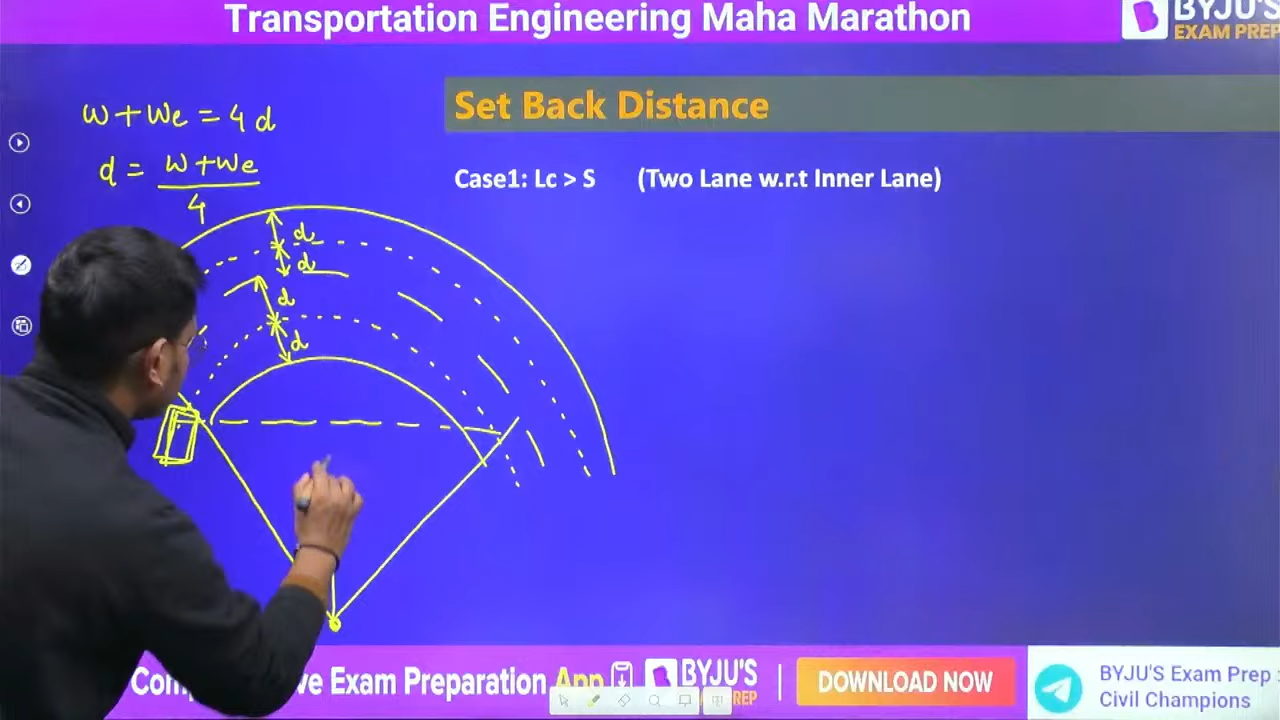 Transportation Engineering Maha Marathon
BYJU'S
EXAM PREP
Set Back Distance
w + we = 4 d
d = w + we
4
Case1: Lc > S (Two Lane w.r.t Inner Lane)
d
d
d
d
Exam Preparation App
BYJU'S
DOWNLOAD NOW
BYJU'S Exam Prep :
Civil Champions